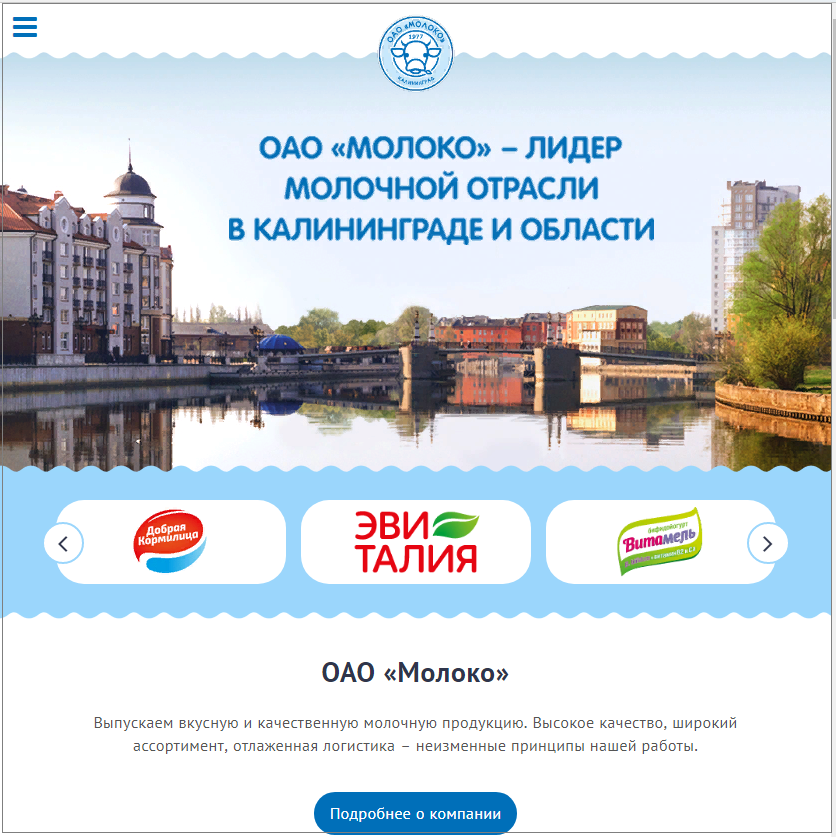 ОАО «МОЛОКО»
1977
КАЛИНИНГРАД
ОАО «МОЛОКО» – ЛИДЕР
МОЛОЧНОЙ ОТРАСЛИ
В КАЛИНИНГРАДЕ И ОБЛАСТИ
Добрая
Кормилица
ЭВИ
ТАЛИЯ
бифидойогурт
Витамель
ОАО «Молоко»
Выпускаем вкусную и качественную молочную продукцию. Высокое качество, широкий
ассортимент, отлаженная логистика – неизменные принципы нашей работы.
Подробнее о компании